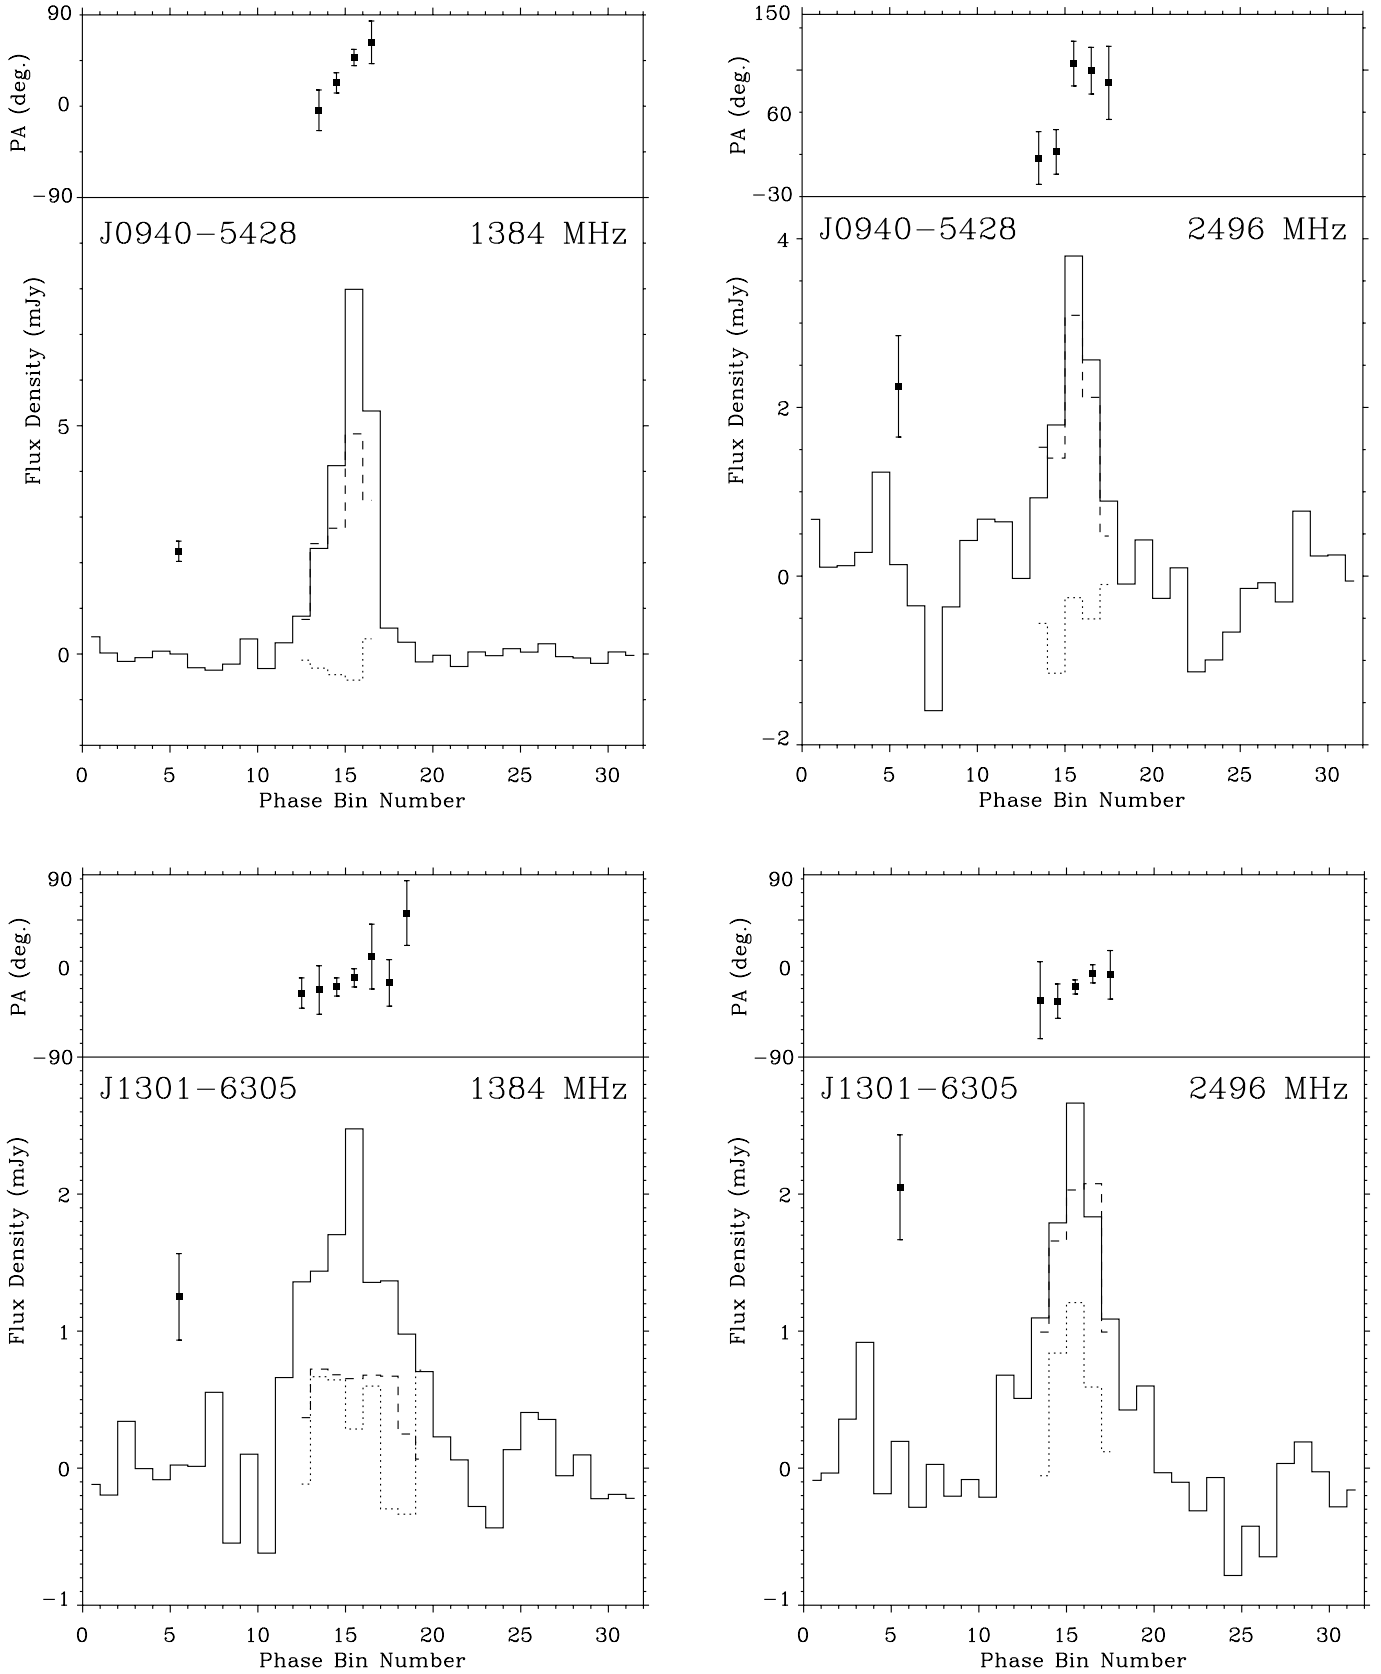 90
0
−90
PA (deg.)
J0940−5428 1384 MHz
Flux Density (mJy)
5
0
0 5 10 15 20 25 30
Phase Bin Number
150
60
−30
PA (deg.)
J0940−5428 2496 MHz
Flux Density (mJy)
4
2
0
−2
0 5 10 15 20 25 30
Phase Bin Number
90
0
−90
PA (deg.)
J1301−6305 1384 MHz
Flux Density (mJy)
2
1
0
−1
0 5 10 15 20 25 30
Phase Bin Number
90
0
−90
PA (deg.)
J1301−6305 2496 MHz
Flux Density (mJy)
2
1
0
−1
0 5 10 15 20 25 30
Phase Bin Number